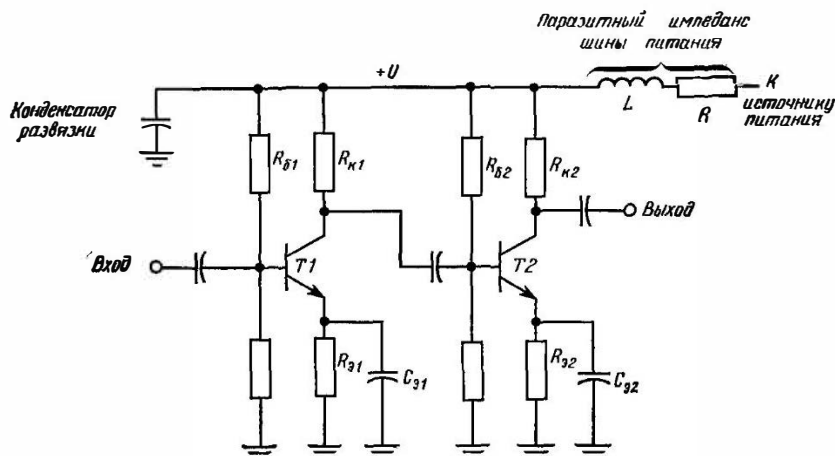 Паразитный импеданс
шины питания
+U
К
источнику
питания
L
R
Конденсатор
развязки
Rб1
Rк1
Rб2
Rк2
Выход
Вход
T1
T2
Rэ1
Cэ1
Rэ2
Cэ2